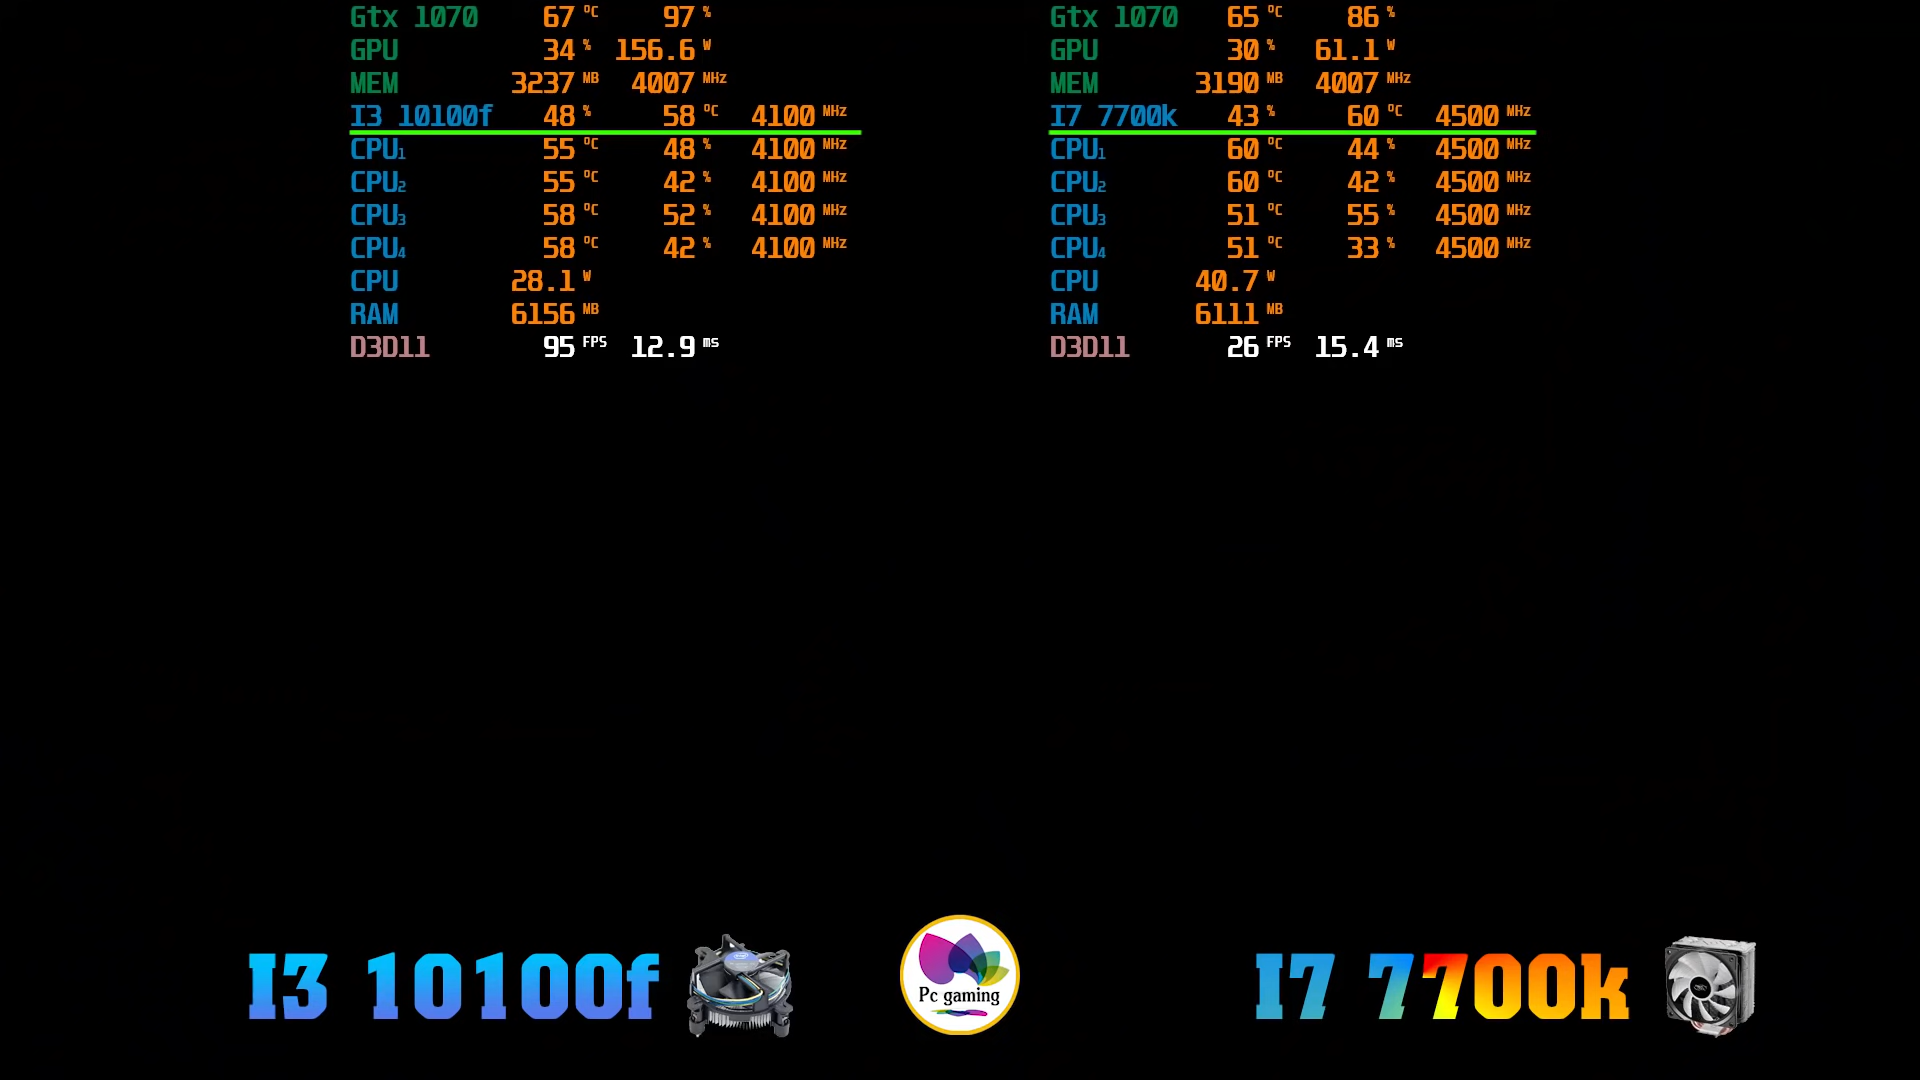 Gtx 1070 67 °C 97 %
GPU 34 % 156.6 W
MEM 3237 MB 4007 MHz
I3 10100f 48 % 58 °C 4100 MHz
CPU1 55 °C 48 % 4100 MHz
CPU2 55 °C 42 % 4100 MHz
CPU3 58 °C 52 % 4100 MHz
CPU4 58 °C 42 % 4100 MHz
CPU 28.1 W
RAM 6156 MB
D3D11 95 FPS 12.9 ms
Gtx 1070 65 °C 86 %
GPU 30 % 61.1 W
MEM 3190 MB 4007 MHz
I7 7700k 43 % 60 °C 4500 MHz
CPU1 60 °C 44 % 4500 MHz
CPU2 60 °C 42 % 4500 MHz
CPU3 51 °C 55 % 4500 MHz
CPU4 51 °C 33 % 4500 MHz
CPU 40.7 W
RAM 6111 MB
D3D11 26 FPS 15.4 ms
I3 10100f
Pc gaming
I7 7700k